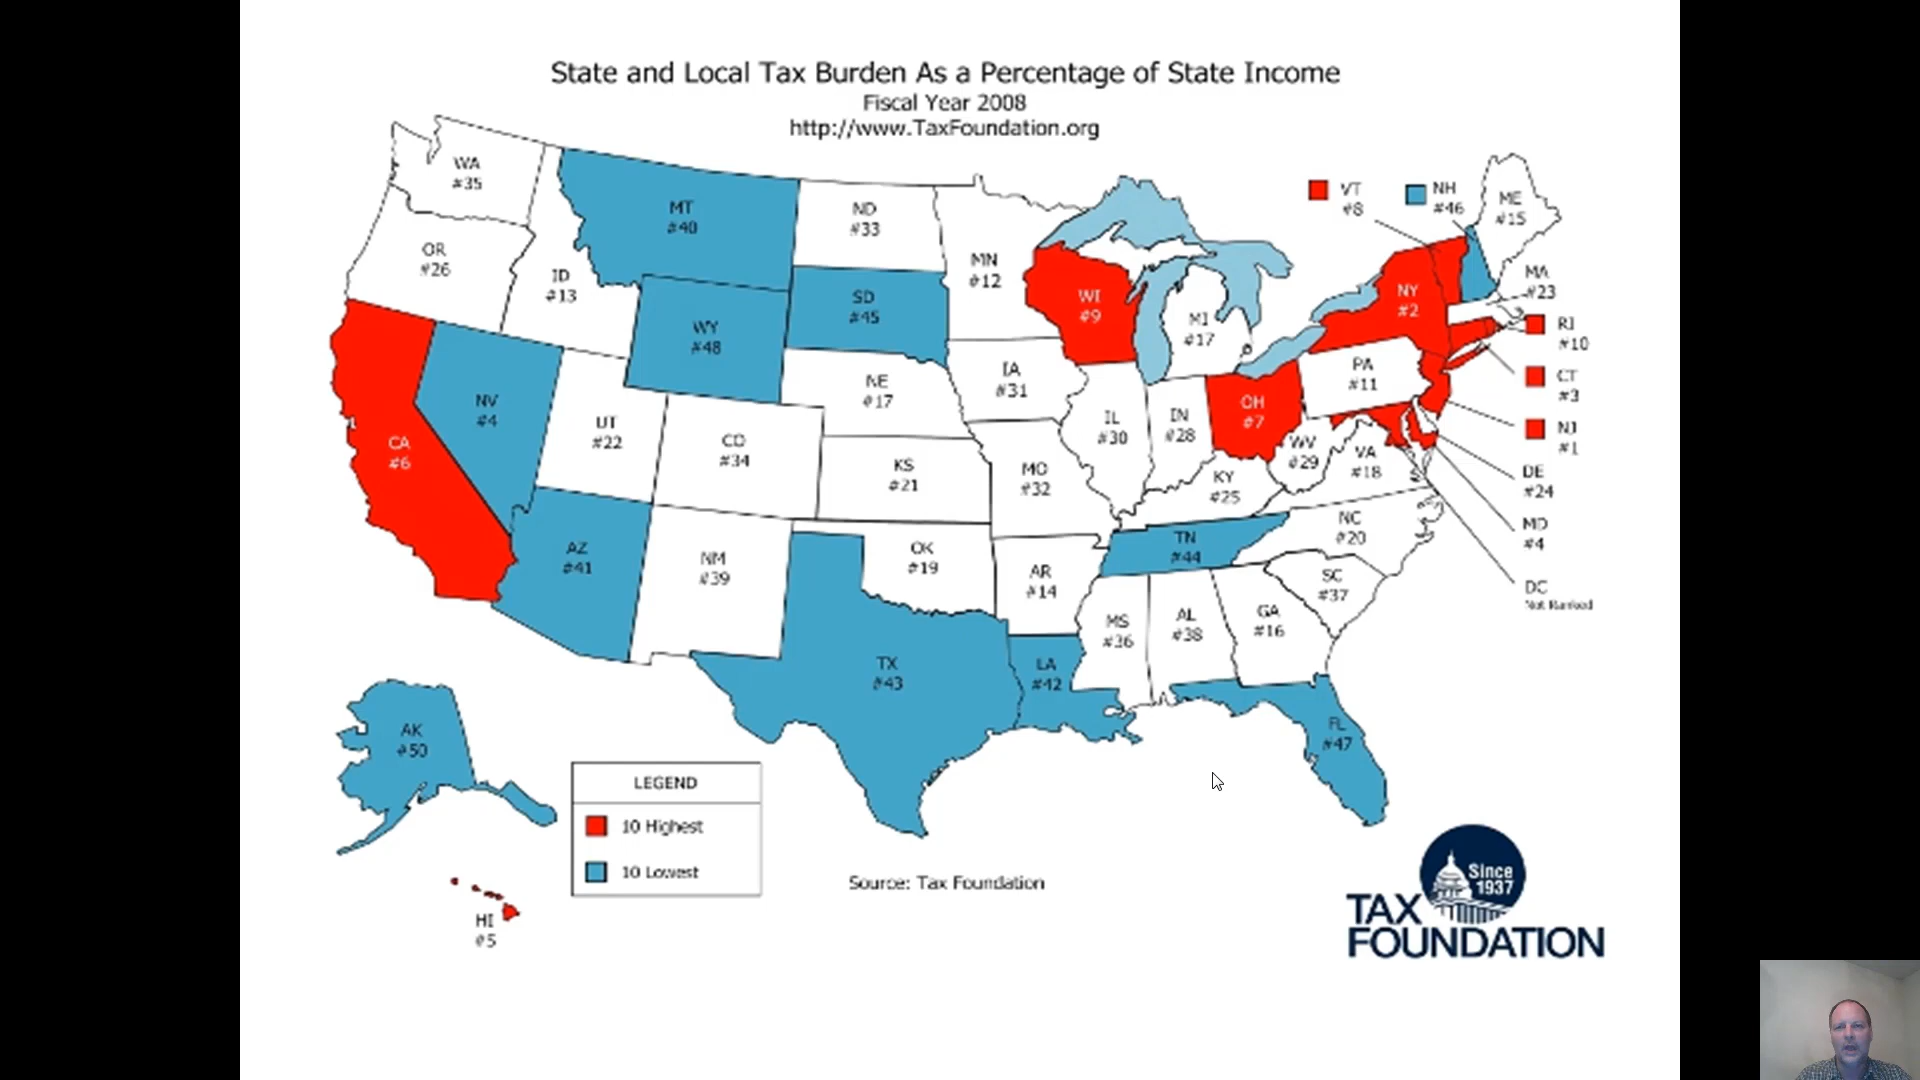 State and Local Tax Burden As a Percentage of State Income
Fiscal Year 2008
http://www.TaxFoundation.org
WA
#35
OR
#26
ID
#13
MT
#40
ND
#33
MN
#12
WI
#9
VT
#8
NH
#46
ME
#15
MA
#23
RI
#10
CT
#3
NJ
#1
DE
#24
MD
#4
DC
Not Ranked
NY
#2
PA
#11
MI
#17
SD
#45
WY
#48
NE
#17
IA
#31
IL
#30
IN
#28
OH
#7
WV
#29
VA
#18
KY
#25
NC
#20
SC
#37
TN
#44
CA
#6
NV
#4
UT
#22
CO
#34
KS
#21
MO
#32
AZ
#41
NM
#39
OK
#19
AR
#14
MS
#36
AL
#38
GA
#16
TX
#43
LA
#42
FL
#47
AK
#50
HI
#5
LEGEND
10 Highest
10 Lowest
Source: Tax Foundation
Since
1937
TAX
FOUNDATION